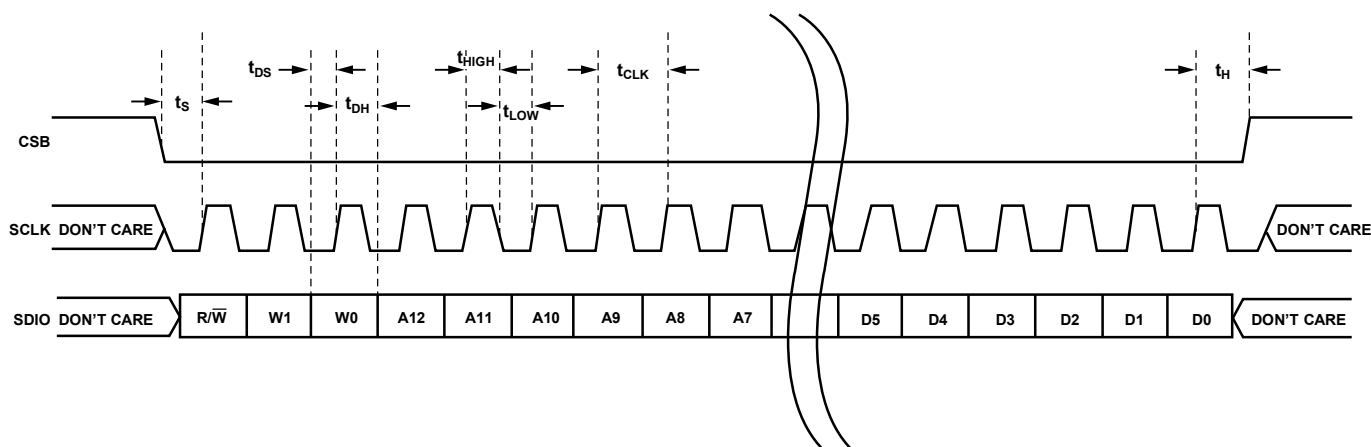 tDS
tHIGH
tCLK
tH
tS
tDH
tLOW
CSB
SCLK DON'T CARE
DON'T CARE
SDIO DON'T CARE R/W̅ W1 W0 A12 A11 A10 A9 A8 A7 D5 D4 D3 D2 D1 D0 DON'T CARE